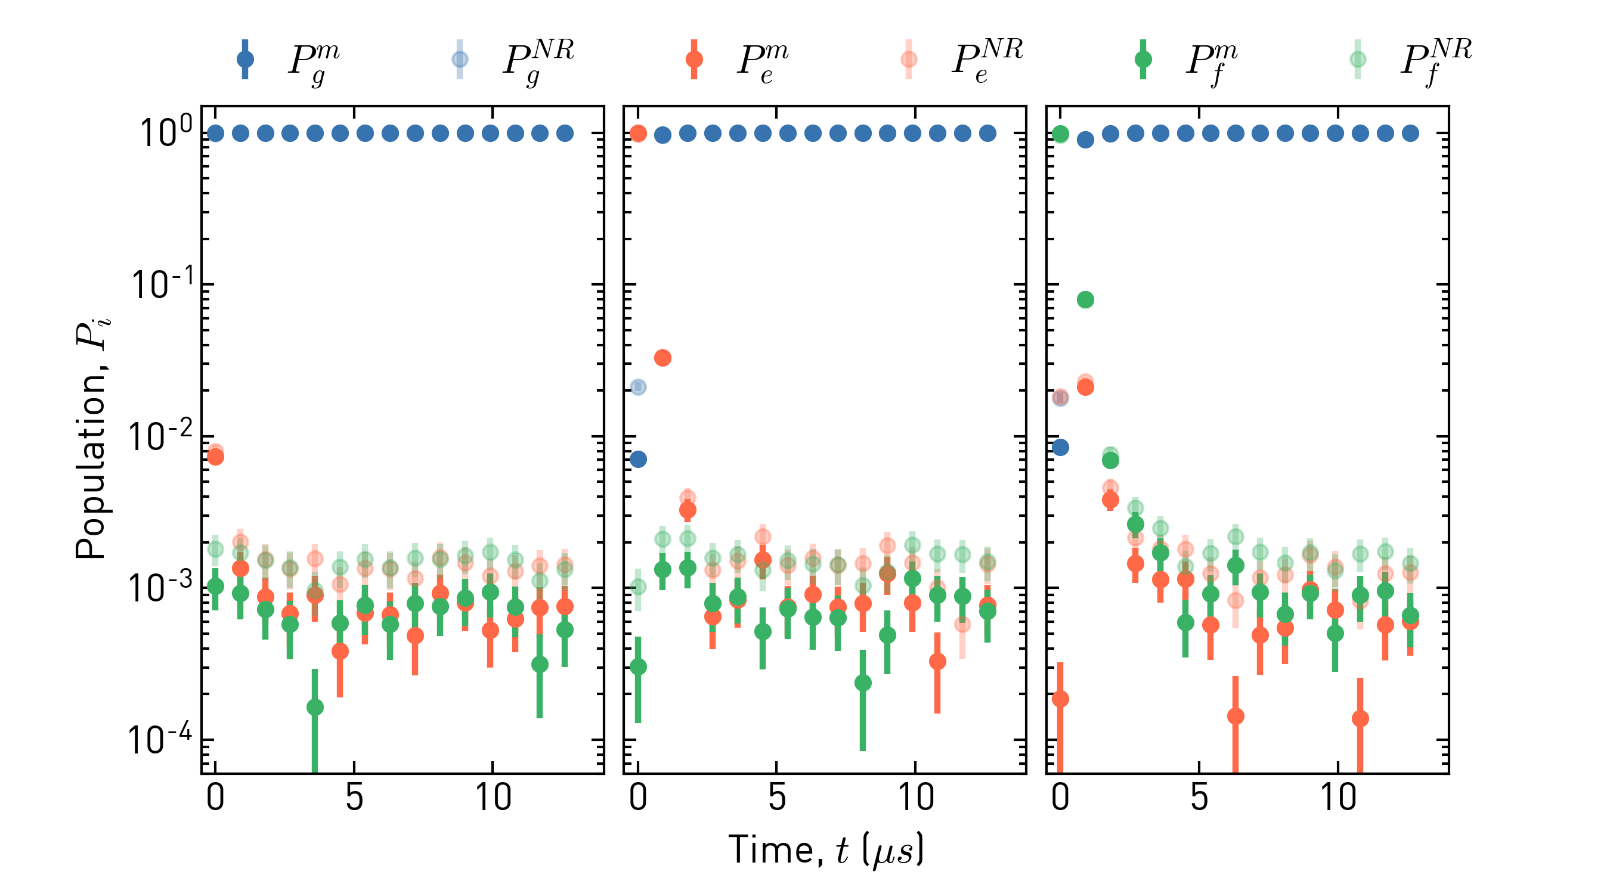 P_g^m P_g^{NR} P_e^m P_e^{NR} P_f^m P_f^{NR}
10^0
10^{-1}
10^{-2}
10^{-3}
10^{-4}
Population, P_i
0 5 10 0 5 10 0 5 10
Time, t (μs)